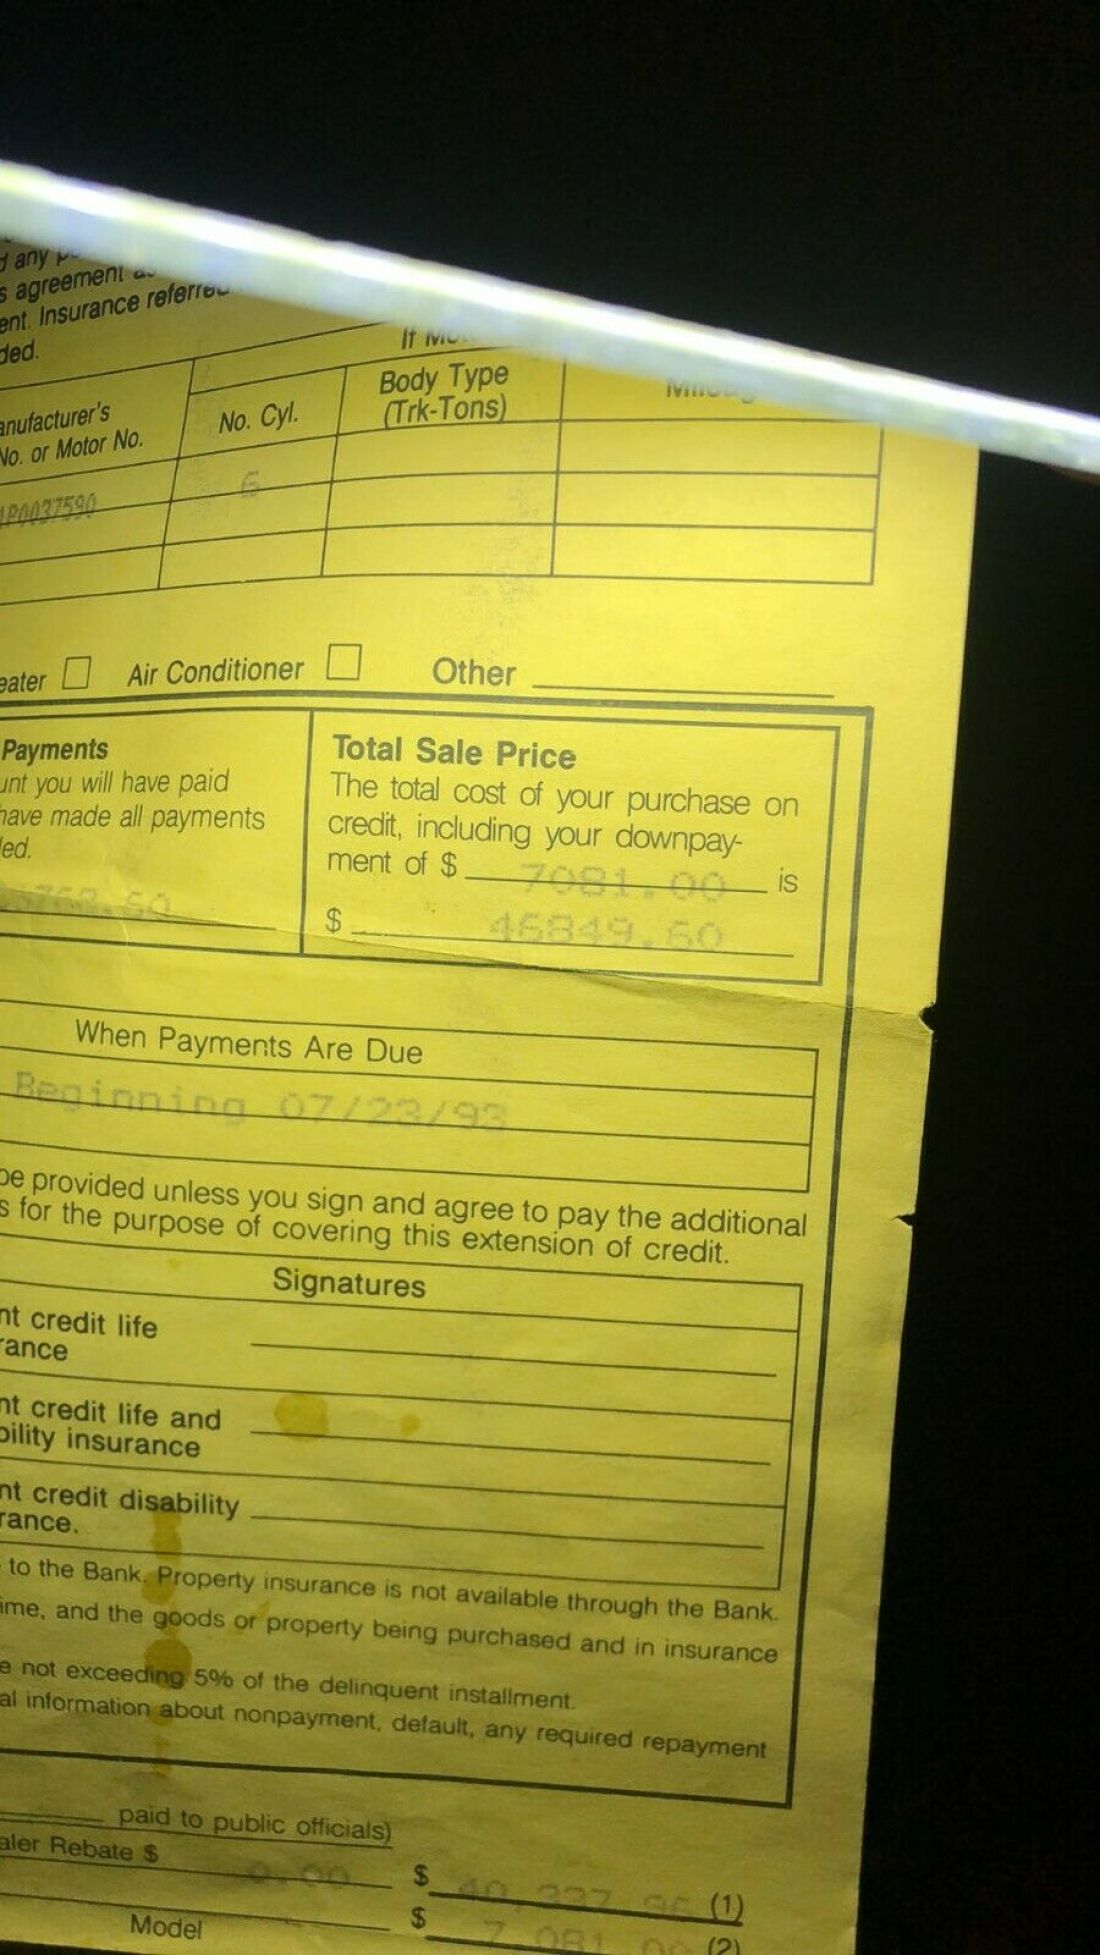 any
s agreement
ent. Insurance
ded.
Body Type
(Trk-Tons)
No. Cyl.
anufacturer's
No. or Motor No.
6
1P0037590
eater Air Conditioner Other
Payments
unt you will have paid
have made all payments
led.
Total Sale Price
The total cost of your purchase on
credit, including your downpay-
ment of $ 7081.00 is
$ 46849.60
When Payments Are Due
Beginning 07/23/93
be provided unless you sign and agree to pay the additional
s for the purpose of covering this extension of credit.
Signatures
nt credit life
rance
nt credit life and
bility insurance
nt credit disability
rance.
to the Bank. Property insurance is not available through the Bank.
ime, and the goods or property being purchased and in insurance
e not exceeding 5% of the delinquent installment.
al information about nonpayment, default, any required repayment
paid to public officials)
aler Rebate $ 0.00 $ (1)
Model $ 7,081.00 (2)